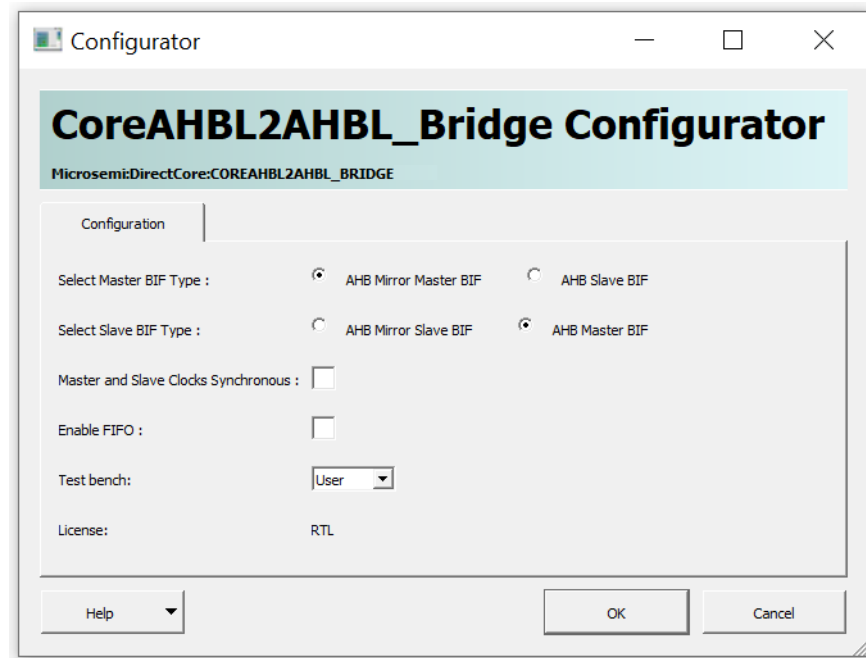 Configurator
CoreAHBL2AHBL_Bridge Configurator
Microsemi:DirectCore:COREAHBL2AHBL_BRIDGE
Configuration
Select Master BIF Type : AHB Mirror Master BIF AHB Slave BIF
Select Slave BIF Type : AHB Mirror Slave BIF AHB Master BIF
Master and Slave Clocks Synchronous :
Enable FIFO :
Test bench: User
License: RTL
Help OK Cancel